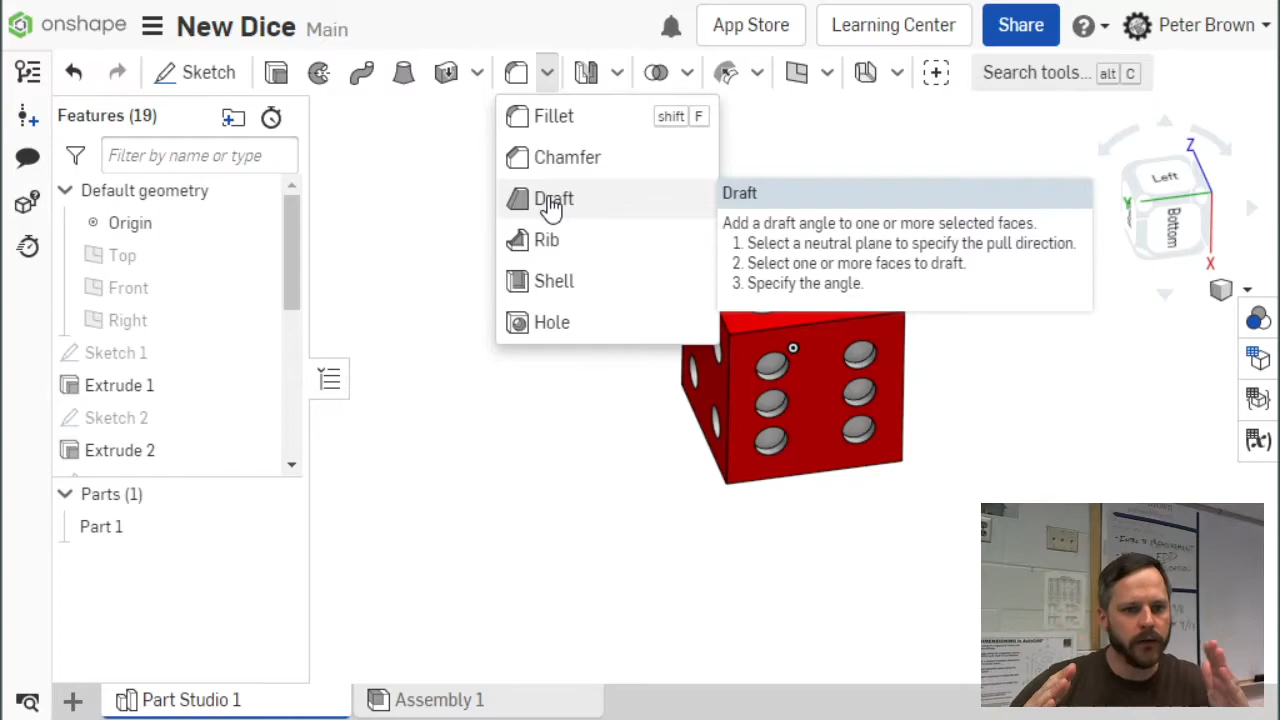 onshape
New Dice Main
App Store
Learning Center
Share
Peter Brown
Sketch
Search tools... alt C
Features (19)
Filter by name or type
Default geometry
Origin
Top
Front
Right
Sketch 1
Extrude 1
Sketch 2
Extrude 2
Parts (1)
Part 1
Fillet shift F
Chamfer
Draft
Rib
Shell
Hole
Draft
Add a draft angle to one or more selected faces.
1. Select a neutral plane to specify the pull direction.
2. Select one or more faces to draft.
3. Specify the angle.
Z
Left
Y
Bottom
X
Part Studio 1
Assembly 1
DIMENSIONING in AutoCAD